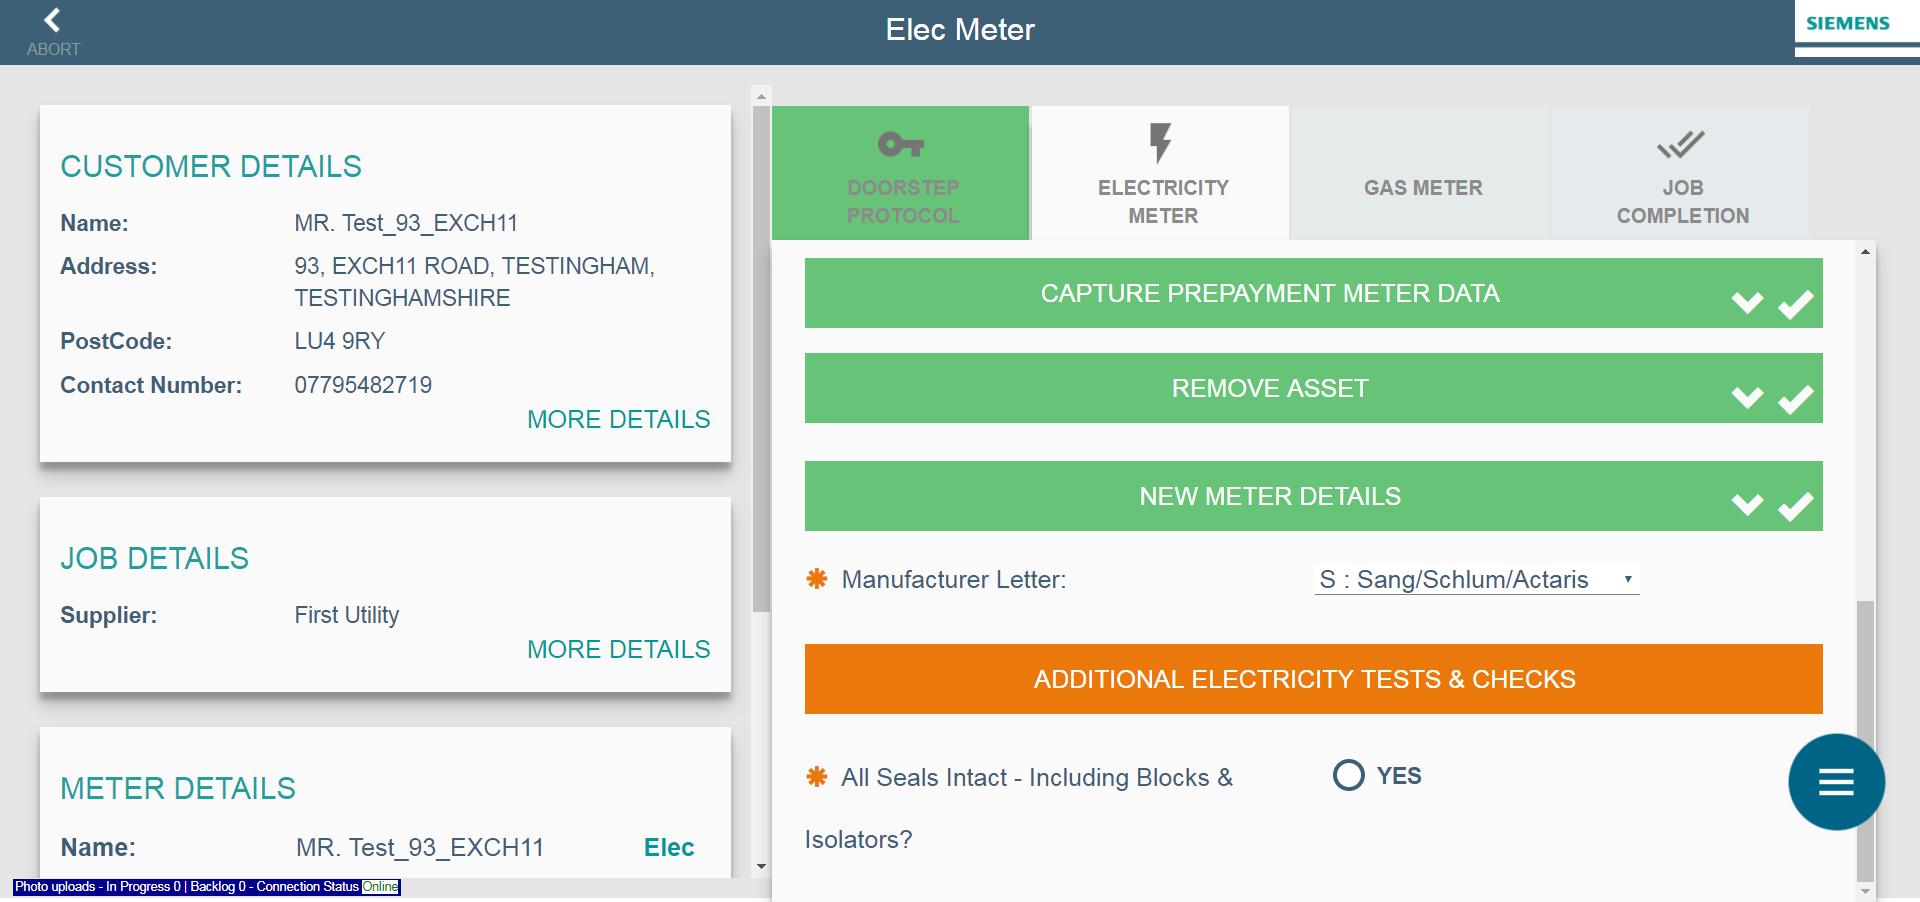 ABORT
Elec Meter
SIEMENS
CUSTOMER DETAILS
Name: MR. Test_93_EXCH11
Address: 93, EXCH11 ROAD, TESTINGHAM,
TESTINGHAMSHIRE
PostCode: LU4 9RY
Contact Number: 07795482719
MORE DETAILS
JOB DETAILS
Supplier: First Utility
MORE DETAILS
METER DETAILS
Name: MR. Test_93_EXCH11 Elec
Photo uploads - In Progress 0 | Backlog 0 - Connection Status Online
DOORSTEP
PROTOCOL
ELECTRICITY
METER
GAS METER
JOB
COMPLETION
CAPTURE PREPAYMENT METER DATA
REMOVE ASSET
NEW METER DETAILS
Manufacturer Letter: S : Sang/Schlum/Actaris
ADDITIONAL ELECTRICITY TESTS & CHECKS
All Seals Intact - Including Blocks & YES
Isolators?